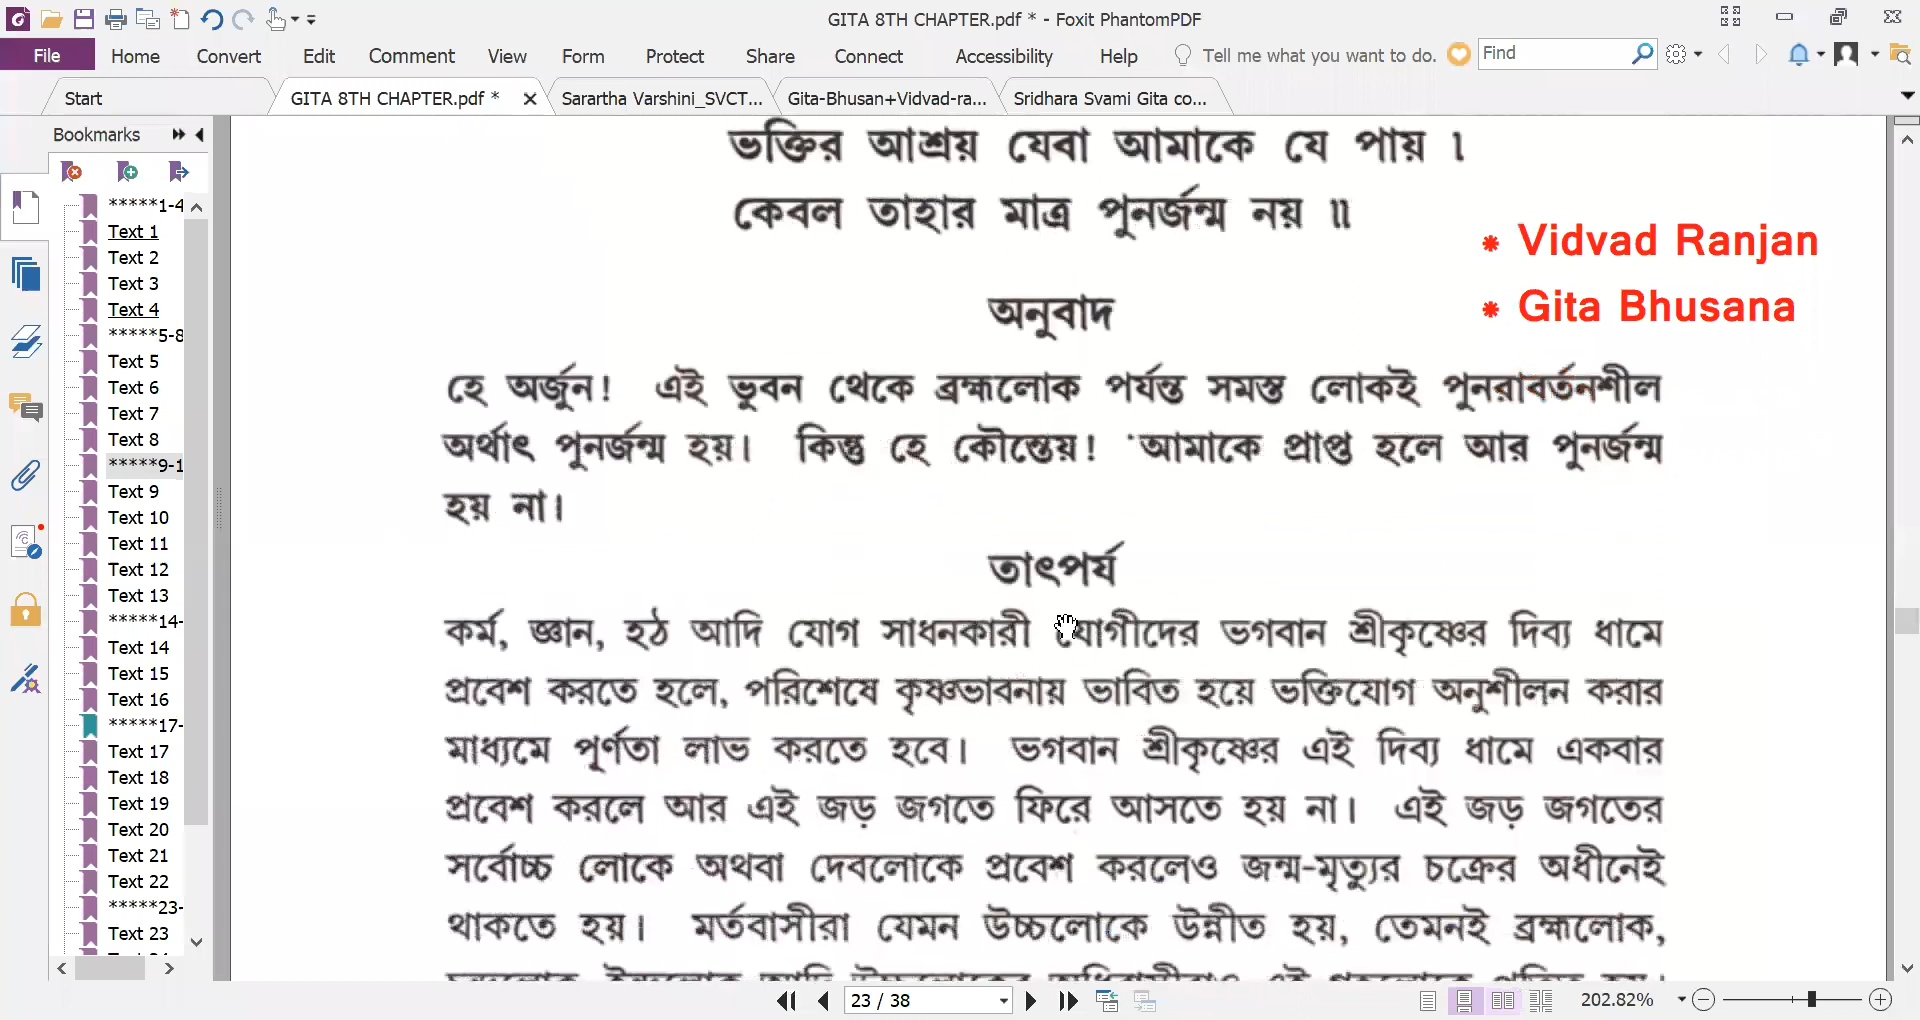 GITA 8TH CHAPTER.pdf * - Foxit PhantomPDF
File Home Convert Edit Comment View Form Protect Share Connect Accessibility Help Tell me what you want to do. Find
Start GITA 8TH CHAPTER.pdf * Sarartha Varshini_SVCT... Gita-Bhusan+Vidvad-ra... Sridhara Svami Gita co...
Bookmarks
*****1-4
Text 1
Text 2
Text 3
Text 4
*****5-8
Text 5
Text 6
Text 7
Text 8
*****9-1
Text 9
Text 10
Text 11
Text 12
Text 13
*****14-
Text 14
Text 15
Text 16
*****17-
Text 17
Text 18
Text 19
Text 20
Text 21
Text 22
*****23-
Text 23
ভক্তির আশ্রয় যেবা আমাকে যে পায় ৷
কেবল তাহার মাত্র পুনর্জন্ম নয় ৷৷
* Vidvad Ranjan
* Gita Bhusana
অনুবাদ
হে অর্জুন! এই ভুবন থেকে ব্রহ্মলোক পর্যন্ত সমস্ত লোকই পুনরাবর্তনশীল
অর্থাৎ পুনর্জন্ম হয়। কিন্তু হে কৌন্তেয়! আমাকে প্রাপ্ত হলে আর পুনর্জন্ম
হয় না।
তাৎপর্য
কর্ম, জ্ঞান, হঠ আদি যোগ সাধনকারী যোগীদের ভগবান শ্রীকৃষ্ণের দিব্য ধামে
প্রবেশ করতে হলে, পরিশেষে কৃষ্ণভাবনায় ভাবিত হয়ে ভক্তিযোগ অনুশীলন করার
মাধ্যমে পূর্ণতা লাভ করতে হবে। ভগবান শ্রীকৃষ্ণের এই দিব্য ধামে একবার
প্রবেশ করলে আর এই জড় জগতে ফিরে আসতে হয় না। এই জড় জগতের
সর্বোচ্চ লোকে অথবা দেবলোকে প্রবেশ করলেও জন্ম-মৃত্যুর চক্রের অধীনেই
থাকতে হয়। মর্তবাসীরা যেমন উচ্চলোকে উন্নীত হয়, তেমনই ব্রহ্মলোক,
23 / 38
202.82%